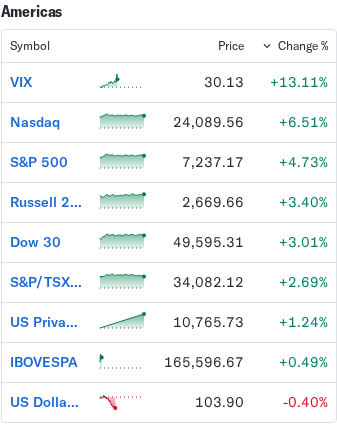 Americas
Symbol Price Change %
VIX 30.13 +13.11%
Nasdaq 24,089.56 +6.51%
S&P 500 7,237.17 +4.73%
Russell 2... 2,669.66 +3.40%
Dow 30 49,595.31 +3.01%
S&P/TSX... 34,082.12 +2.69%
US Priva... 10,765.73 +1.24%
IBOVESPA 165,596.67 +0.49%
US Dolla... 103.90 -0.40%